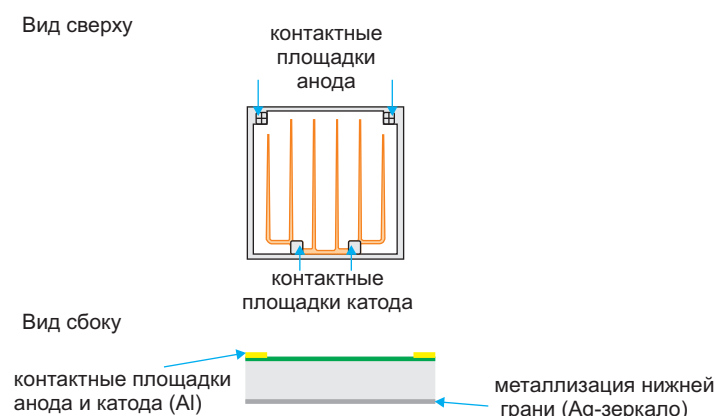 Вид сверху
контактные
площадки
анода
контактные
площадки катода
Вид сбоку
контактные площадки
анода и катода (Al)
металлизация нижней
грани (Ag-зеркало)